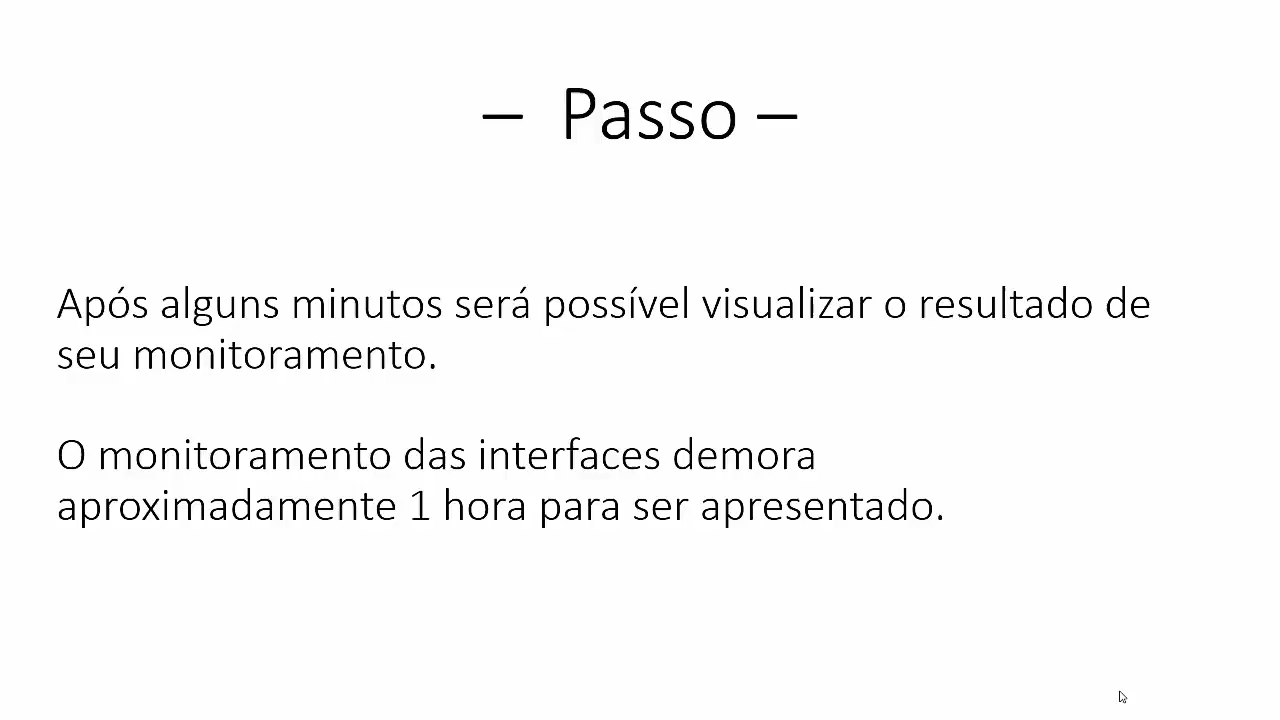 – Passo –
Após alguns minutos será possível visualizar o resultado de
seu monitoramento.
O monitoramento das interfaces demora
aproximadamente 1 hora para ser apresentado.